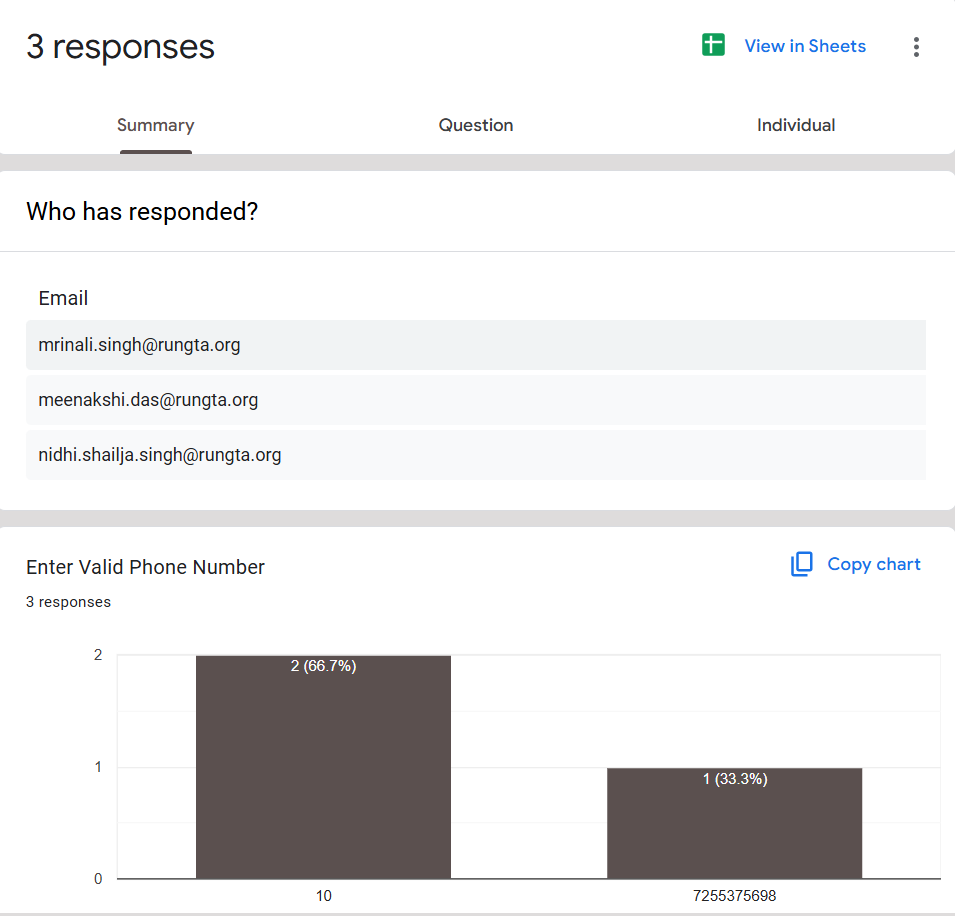 3 responses
View in Sheets
Summary
Question
Individual
Who has responded?
Email
mrinali.singh@rungta.org
meenakshi.das@rungta.org
nidhi.shailja.singh@rungta.org
Enter Valid Phone Number
Copy chart
3 responses
2
2 (66.7%)
1
1 (33.3%)
0
10
7255375698